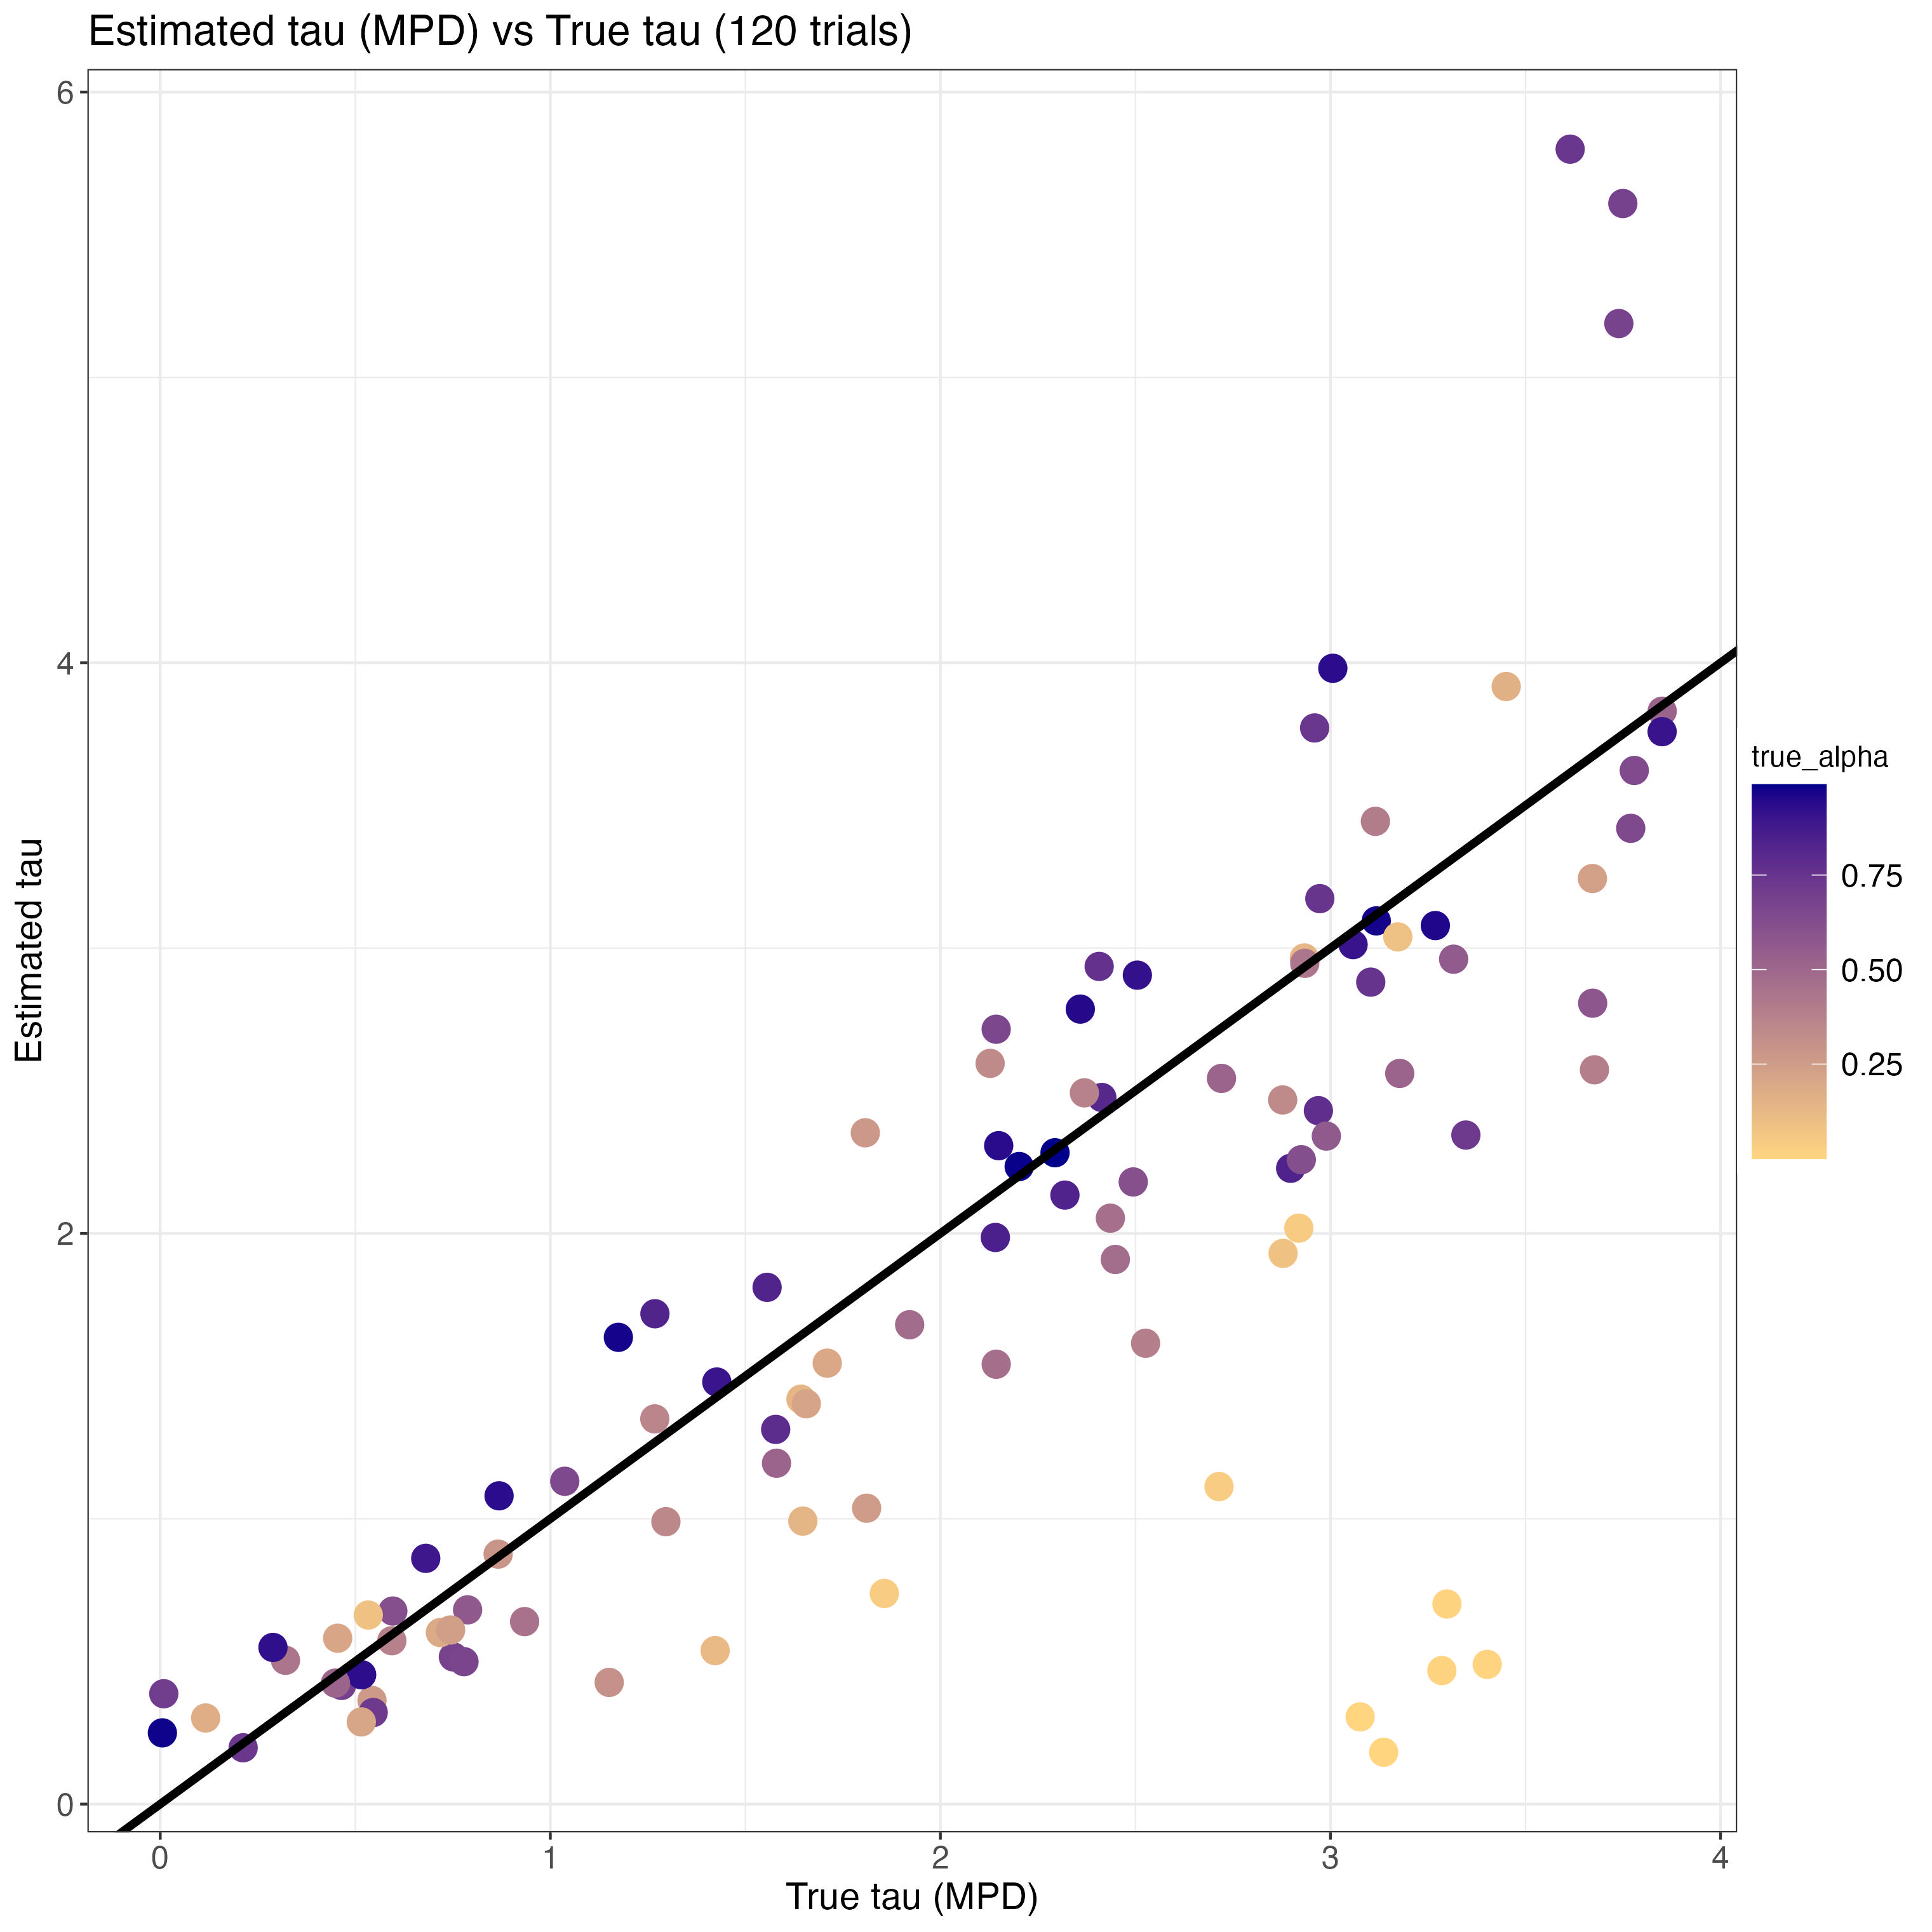 Estimated tau (MPD) vs True tau (120 trials)
6
4
2
0
Estimated tau
0 1 2 3 4
True tau (MPD)
true_alpha
0.75
0.50
0.25